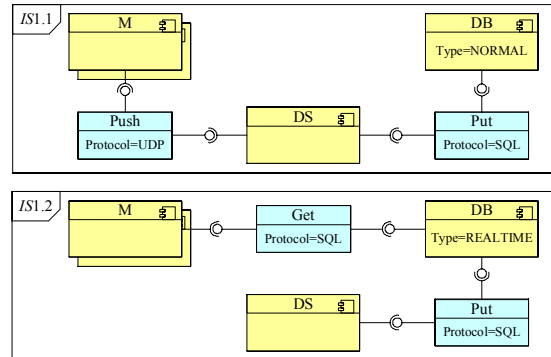 IS1.1
M
DB
Type=NORMAL
Push
Protocol=UDP
DS
Put
Protocol=SQL
IS1.2
M
Get
Protocol=SQL
DB
Type=REALTIME
DS
Put
Protocol=SQL